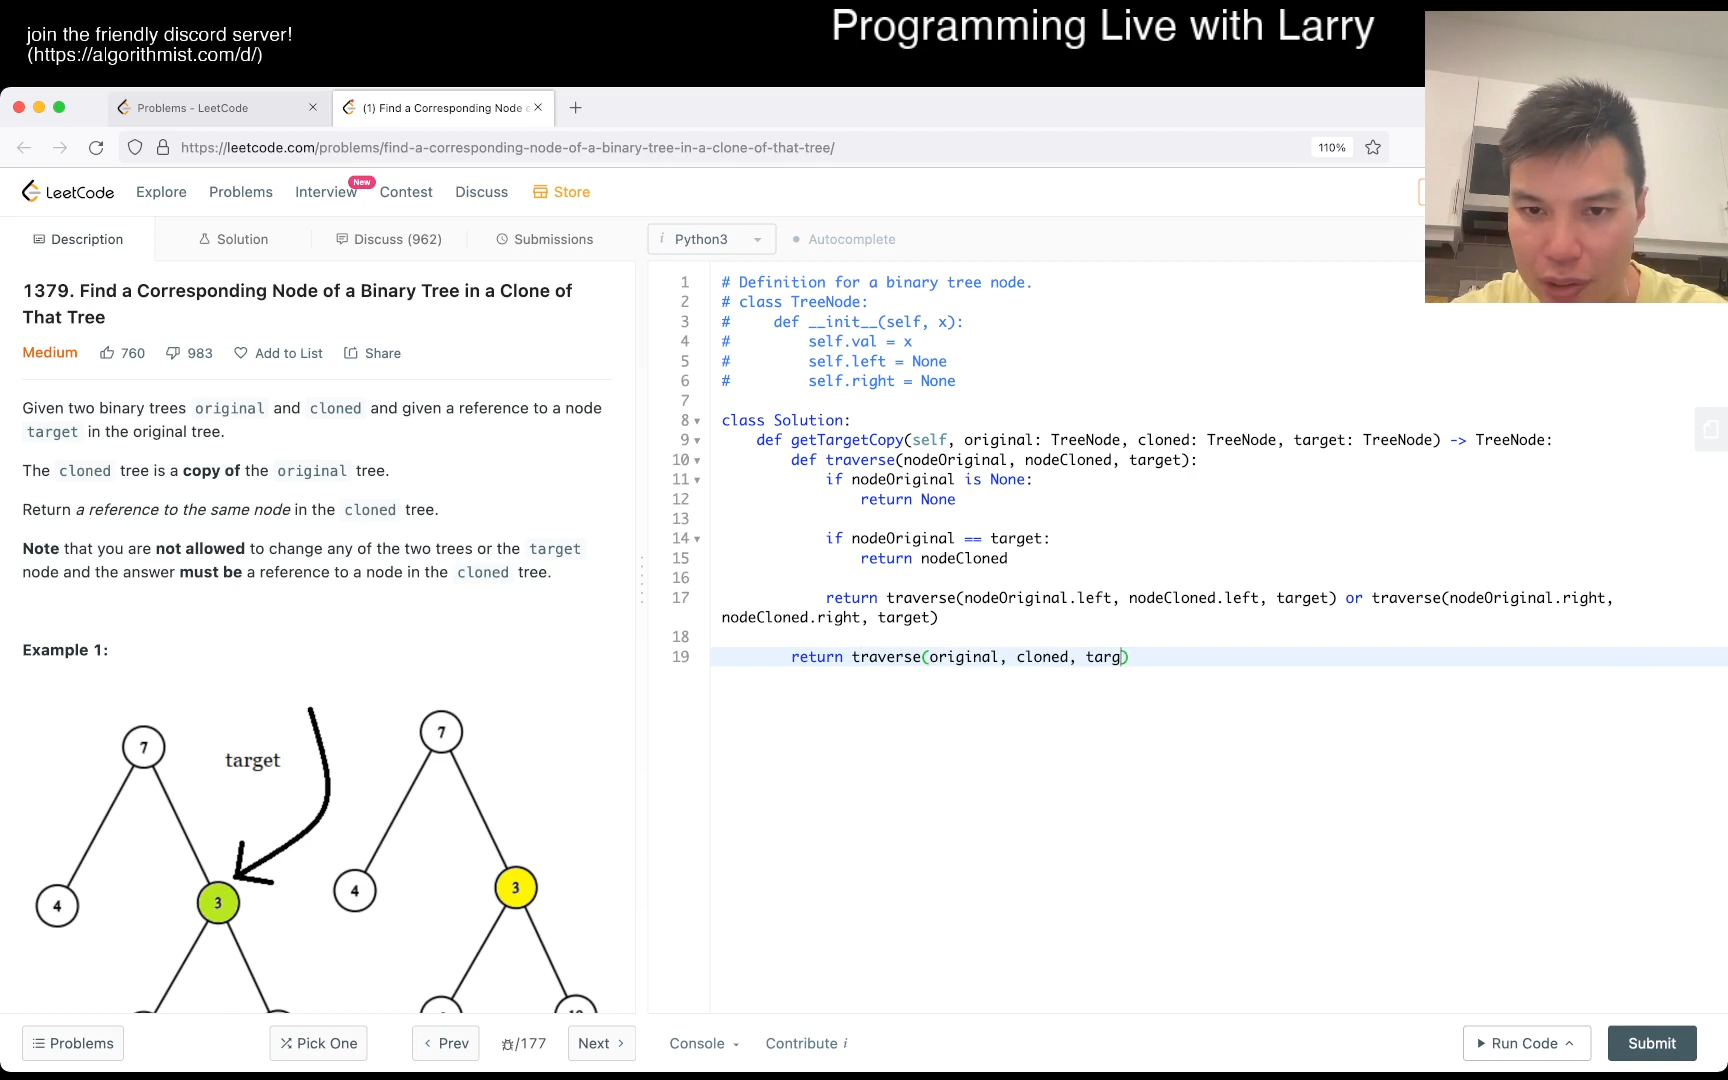 join the friendly discord server!
(https://algorithmist.com/d/)
Programming Live with Larry
Problems - LeetCode
(1) Find a Corresponding Node
https://leetcode.com/problems/find-a-corresponding-node-of-a-binary-tree-in-a-clone-of-that-tree/
110%
LeetCode Explore Problems Interview New Contest Discuss Store
Description Solution Discuss (962) Submissions
i Python3 Autocomplete
1379. Find a Corresponding Node of a Binary Tree in a Clone of
That Tree
Medium 760 983 Add to List Share
Given two binary trees original and cloned and given a reference to a node
target in the original tree.
The cloned tree is a copy of the original tree.
Return a reference to the same node in the cloned tree.
Note that you are not allowed to change any of the two trees or the target
node and the answer must be a reference to a node in the cloned tree.
Example 1:
7
target
7
4
3
4
3
1 # Definition for a binary tree node.
2 # class TreeNode:
3 #     def __init__(self, x):
4 #         self.val = x
5 #         self.left = None
6 #         self.right = None
7
8 class Solution:
9     def getTargetCopy(self, original: TreeNode, cloned: TreeNode, target: TreeNode) -> TreeNode:
10         def traverse(nodeOriginal, nodeCloned, target):
11             if nodeOriginal is None:
12                 return None
13
14             if nodeOriginal == target:
15                 return nodeCloned
16
17             return traverse(nodeOriginal.left, nodeCloned.left, target) or traverse(nodeOriginal.right,
nodeCloned.right, target)
18
19         return traverse(original, cloned, targ)
Problems Pick One Prev /177 Next Console Contribute i Run Code Submit